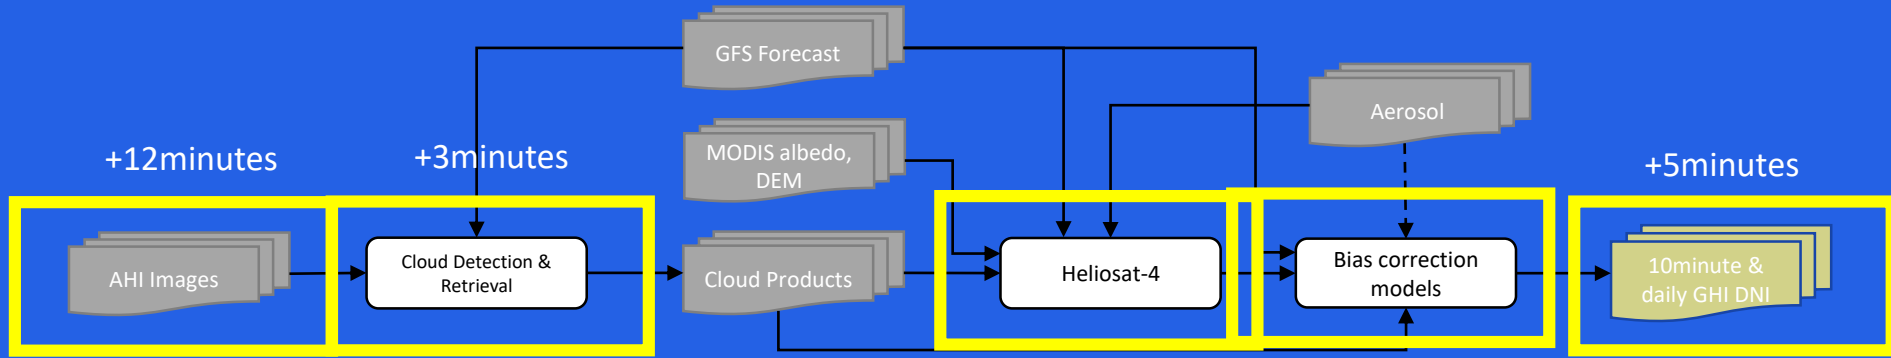 GFS Forecast
Aerosol
+12minutes
+3minutes
MODIS albedo,
DEM
+5minutes
AHI Images
Cloud Detection &
Retrieval
Cloud Products
Heliosat-4
Bias correction
models
10minute &
daily GHI DNI